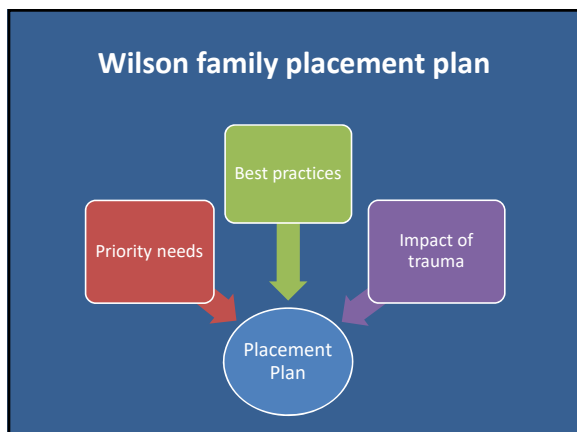 Wilson family placement plan
Best practices
Priority needs
Impact of
trauma
Placement
Plan